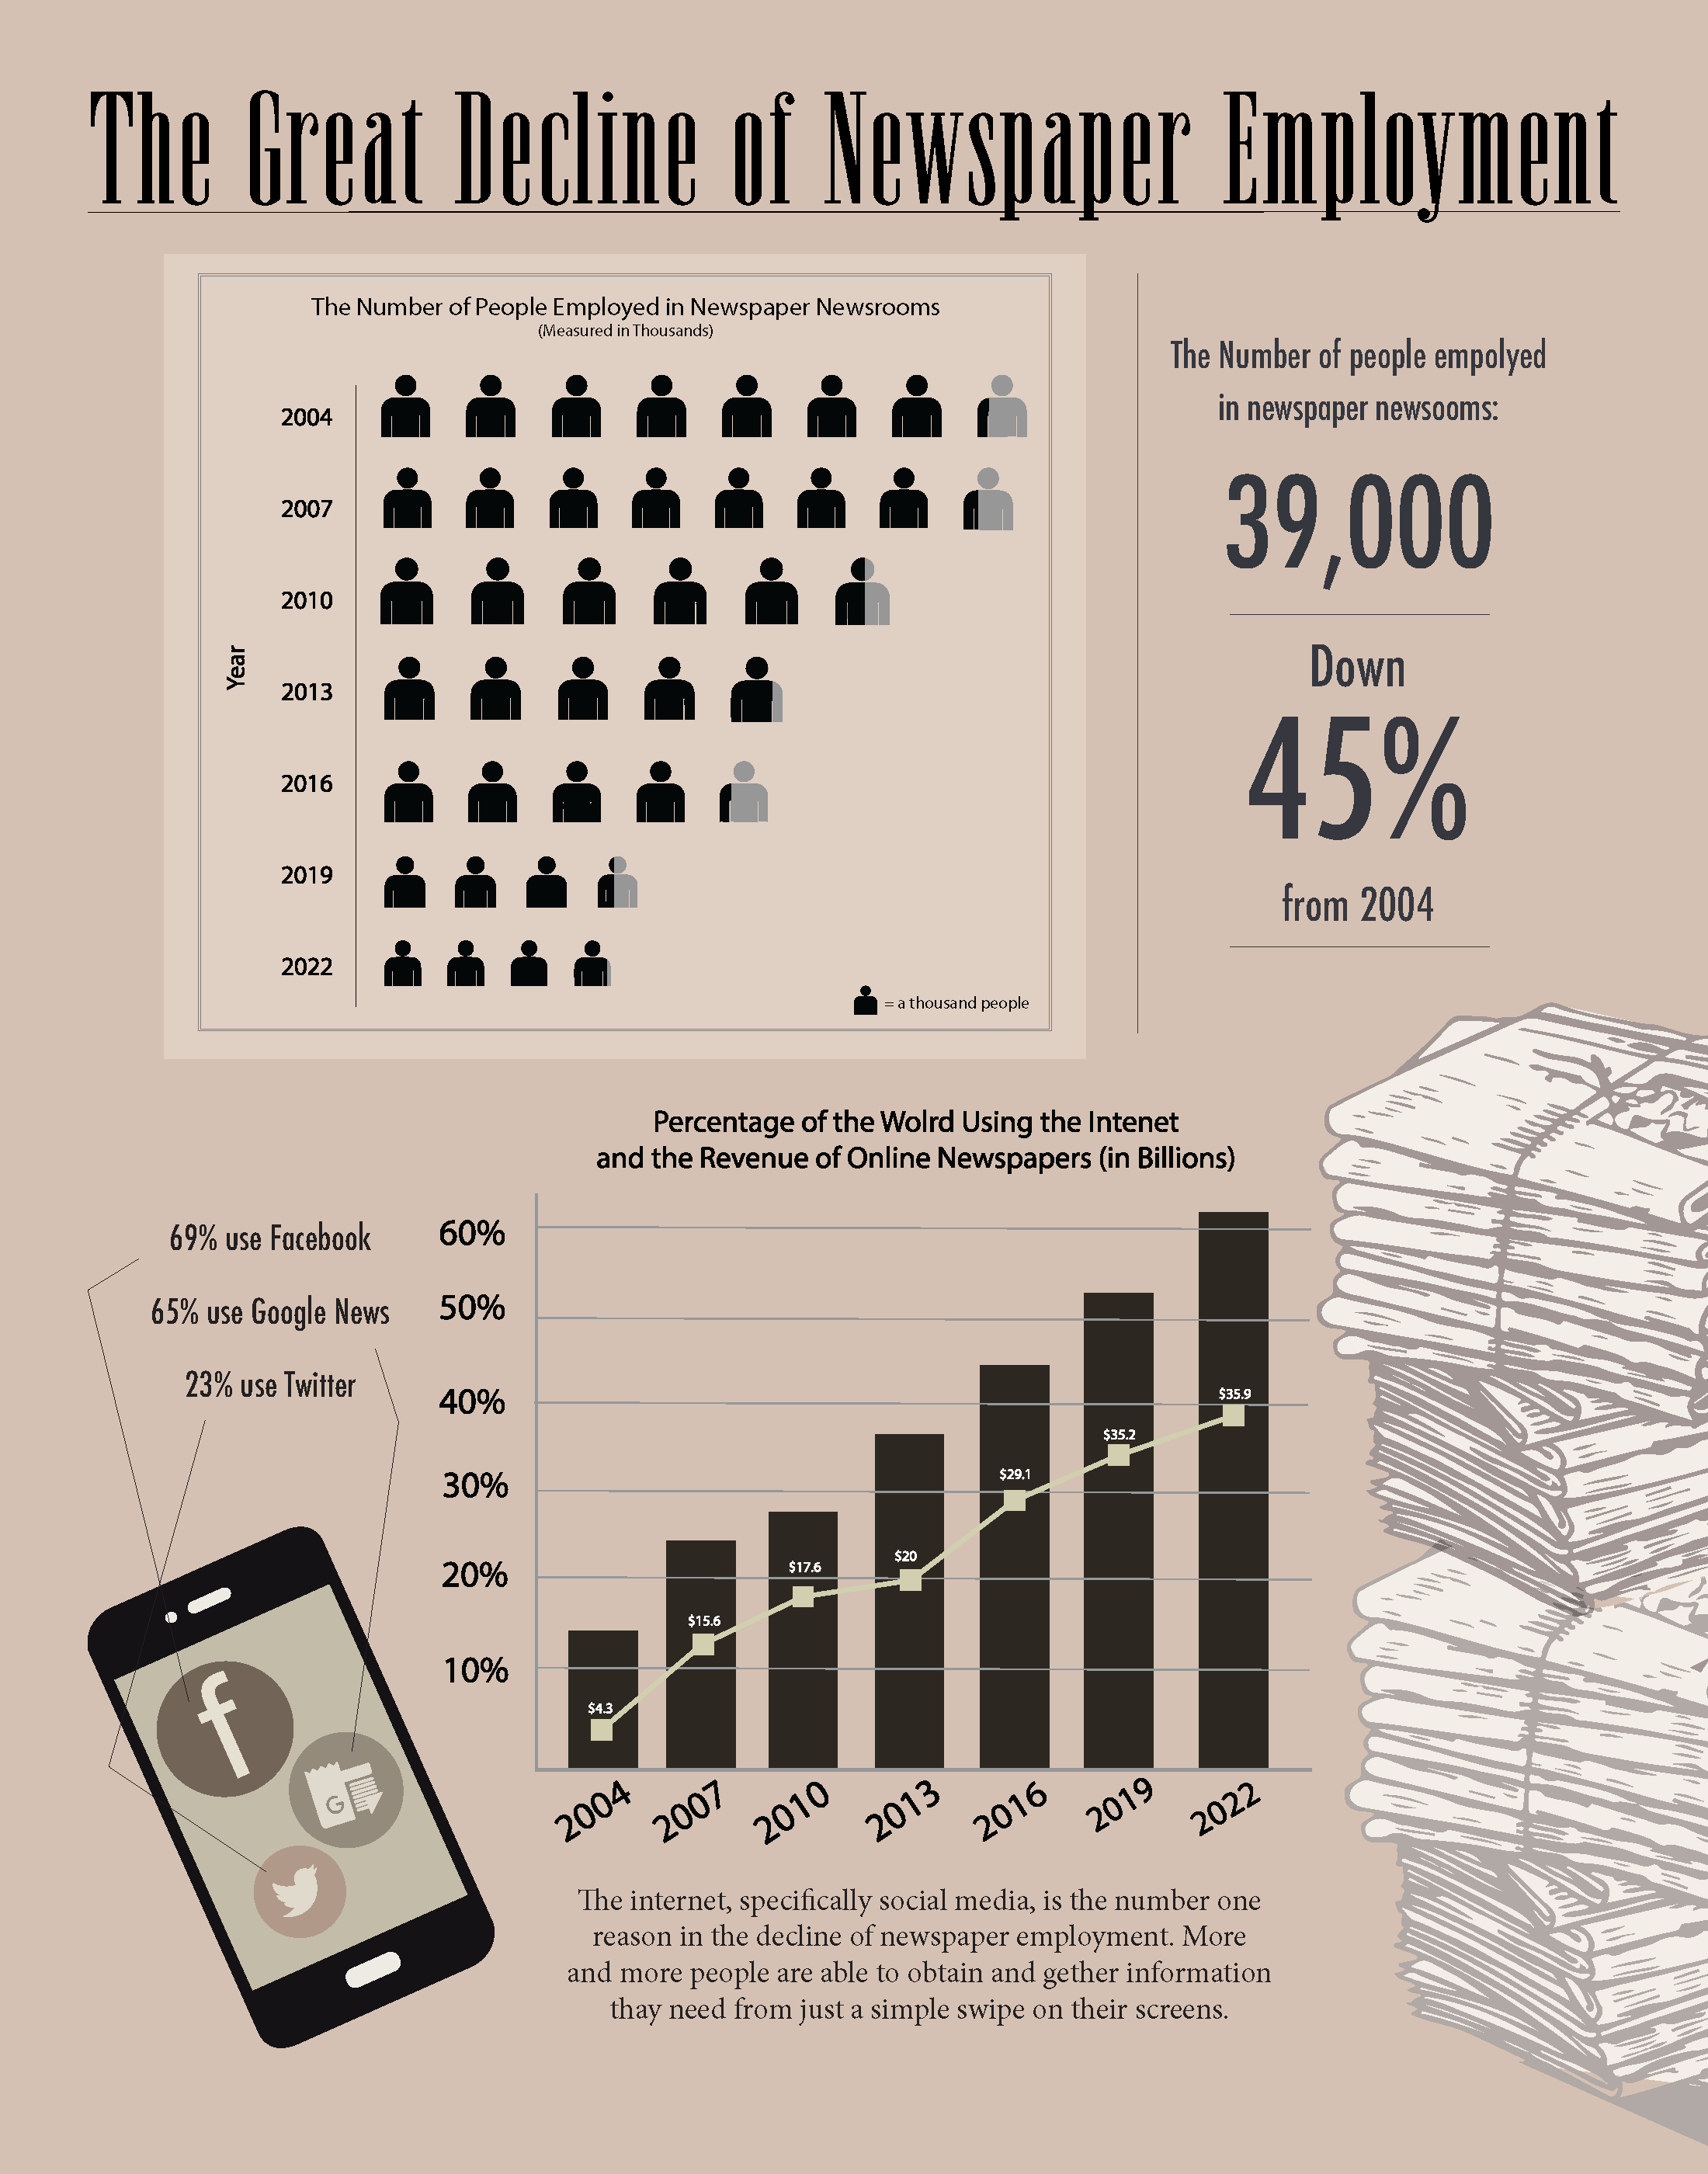 The Great Decline of Newspaper Employment
The Number of People Employed in Newspaper Newsrooms
(Measured in Thousands)
Year
2004
2007
2010
2013
2016
2019
2022
= a thousand people
The Number of people empolyed
in newspaper newsooms:
39,000
Down
45%
from 2004
Percentage of the Wolrd Using the Intenet
and the Revenue of Online Newspapers (in Billions)
69% use Facebook
65% use Google News
23% use Twitter
60%
50%
40%
30%
20%
10%
$4.3
$15.6
$17.6
$20
$29.1
$35.2
$35.9
2004
2007
2010
2013
2016
2019
2022
f
G
The internet, specifically social media, is the number one
reason in the decline of newspaper employment. More
and more people are able to obtain and gether information
thay need from just a simple swipe on their screens.